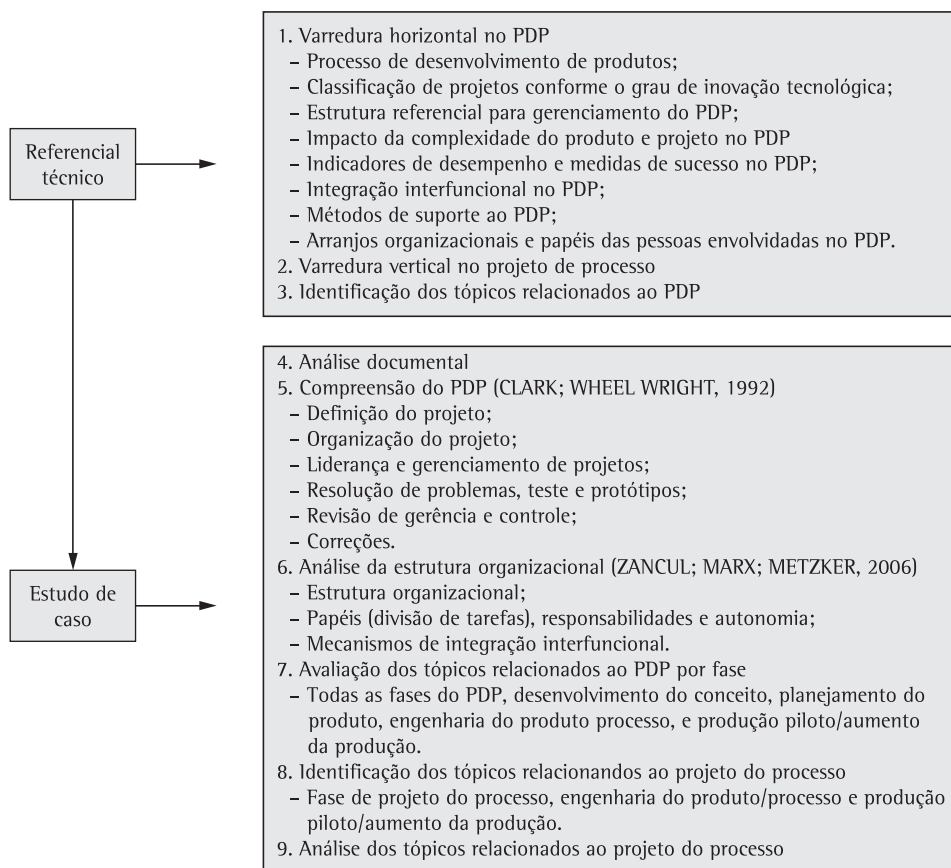 Referencial
técnico
1. Varredura horizontal no PDP
– Processo de desenvolvimento de produtos;
– Classificação de projetos conforme o grau de inovação tecnológica;
– Estrutura referencial para gerenciamento do PDP;
– Impacto da complexidade do produto e projeto no PDP
– Indicadores de desempenho e medidas de sucesso no PDP;
– Integração interfuncional no PDP;
– Métodos de suporte ao PDP;
– Arranjos organizacionais e papéis das pessoas envolvidas no PDP.
2. Varredura vertical no projeto de processo
3. Identificação dos tópicos relacionados ao PDP
Estudo de
caso
4. Análise documental
5. Compreensão do PDP (CLARK; WHEEL WRIGHT, 1992)
– Definição do projeto;
– Organização do projeto;
– Liderança e gerenciamento de projetos;
– Resolução de problemas, teste e protótipos;
– Revisão de gerência e controle;
– Correções.
6. Análise da estrutura organizacional (ZANCUL; MARX; METZKER, 2006)
– Estrutura organizacional;
– Papéis (divisão de tarefas), responsabilidades e autonomia;
– Mecanismos de integração interfuncional.
7. Avaliação dos tópicos relacionados ao PDP por fase
– Todas as fases do PDP, desenvolvimento do conceito, planejamento do
produto, engenharia do produto processo, e produção piloto/aumento
da produção.
8. Identificação dos tópicos relacionandos ao projeto do processo
– Fase de projeto do processo, engenharia do produto/processo e produção
piloto/aumento da produção.
9. Análise dos tópicos relacionados ao projeto do processo